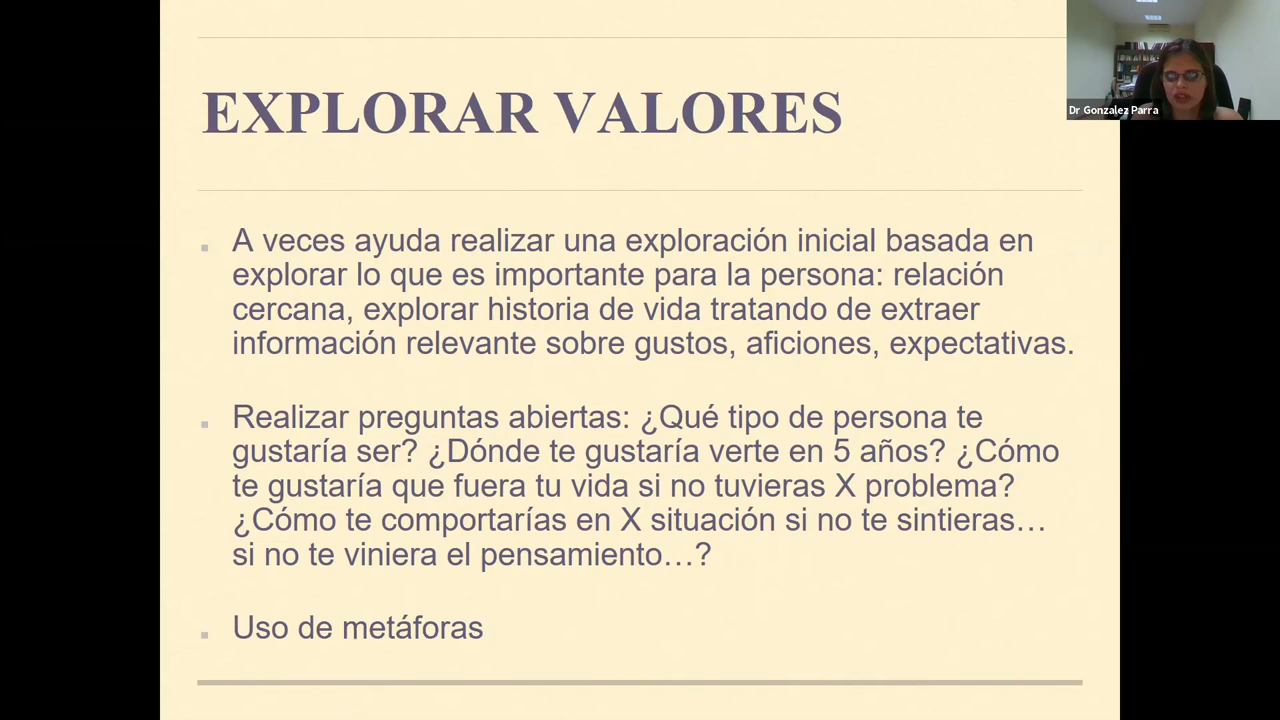 EXPLORAR VALORES
Dr Gonzalez Parra
A veces ayuda realizar una exploración inicial basada en
explorar lo que es importante para la persona: relación
cercana, explorar historia de vida tratando de extraer
información relevante sobre gustos, aficiones, expectativas.
Realizar preguntas abiertas: ¿Qué tipo de persona te
gustaría ser? ¿Dónde te gustaría verte en 5 años? ¿Cómo
te gustaría que fuera tu vida si no tuvieras X problema?
¿Cómo te comportarías en X situación si no te sintieras…
si no te viniera el pensamiento…?
Uso de metáforas